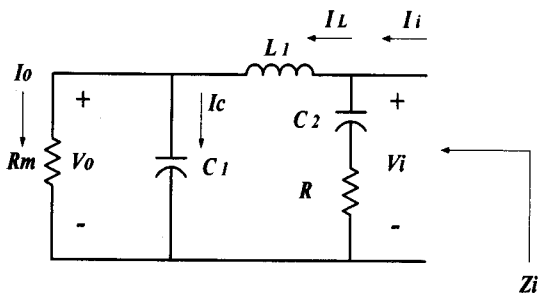 IL
Ii
L1
Io
+
Ic
C2
+
Rm
Vo
C1
R
Vi
-
-
Zi